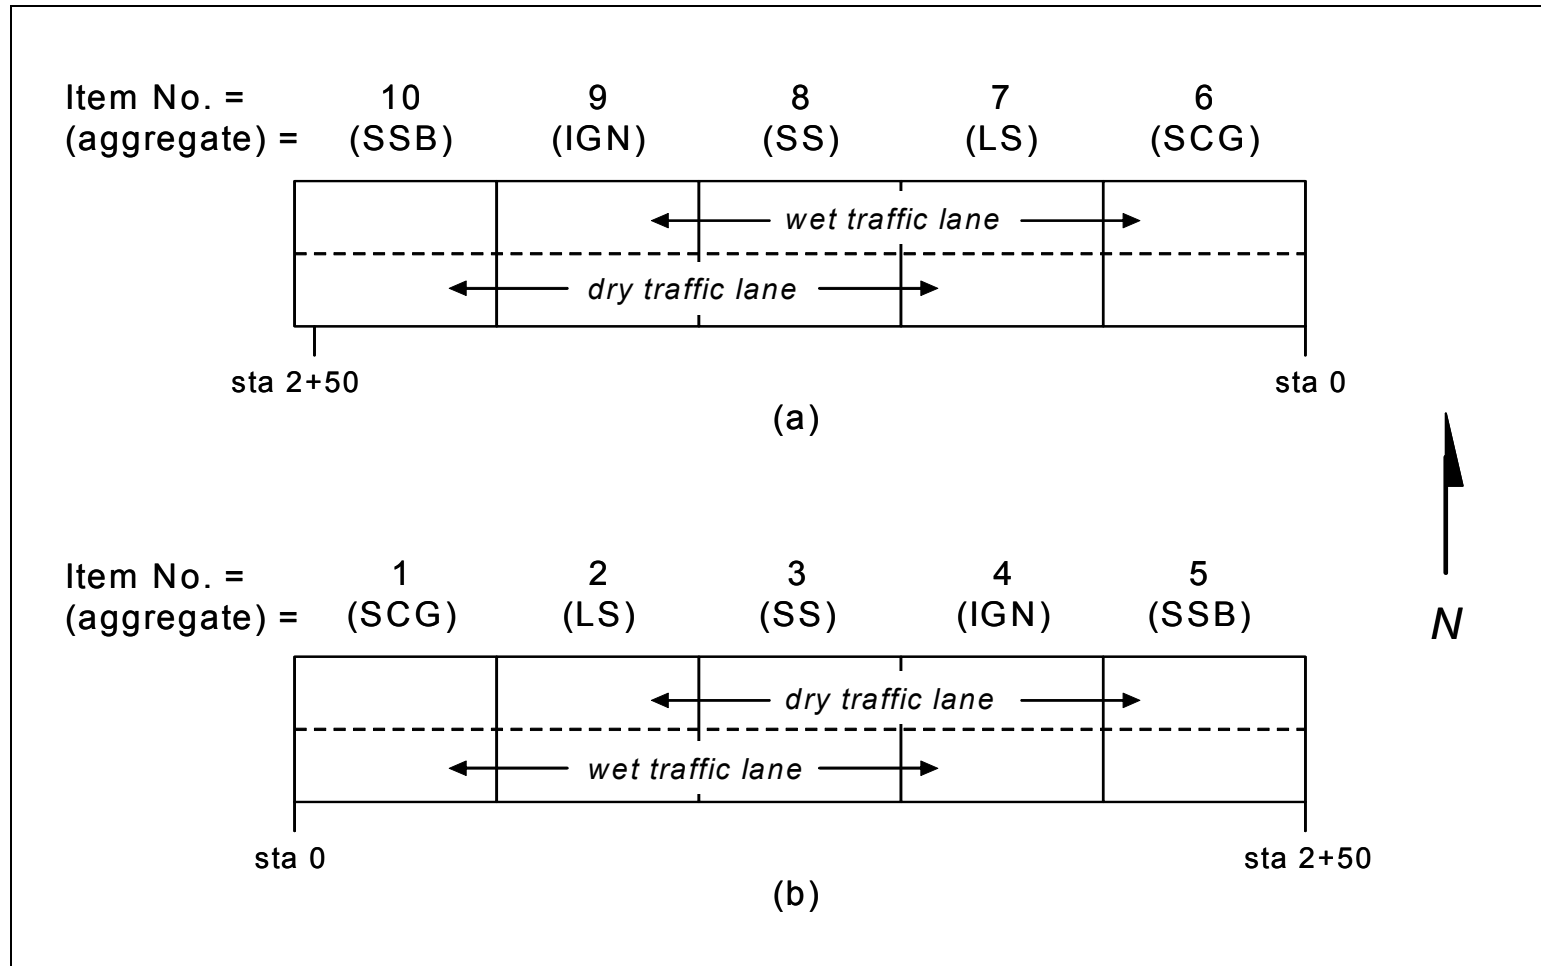 Item No. = 10 9 8 7 6
(aggregate) = (SSB) (IGN) (SS) (LS) (SCG)
wet traffic lane
dry traffic lane
sta 2+50 sta 0
(a)
Item No. = 1 2 3 4 5
(aggregate) = (SCG) (LS) (SS) (IGN) (SSB)
dry traffic lane
N
wet traffic lane
sta 0 sta 2+50
(b)